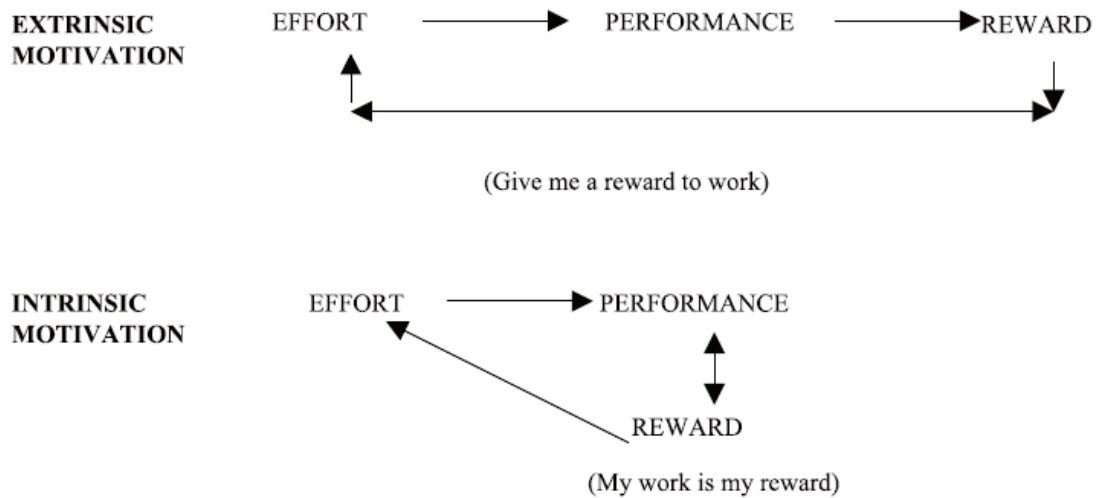 EXTRINSIC MOTIVATION
EFFORT
PERFORMANCE
REWARD
(Give me a reward to work)
INTRINSIC MOTIVATION
EFFORT
PERFORMANCE
REWARD
(My work is my reward)